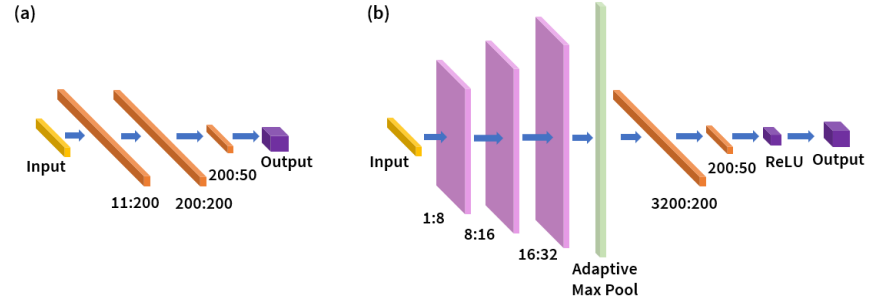 (a)
Input
11:200
200:200
200:50
Output
(b)
Input
1:8
8:16
16:32
Adaptive
Max Pool
3200:200
200:50
ReLU
Output